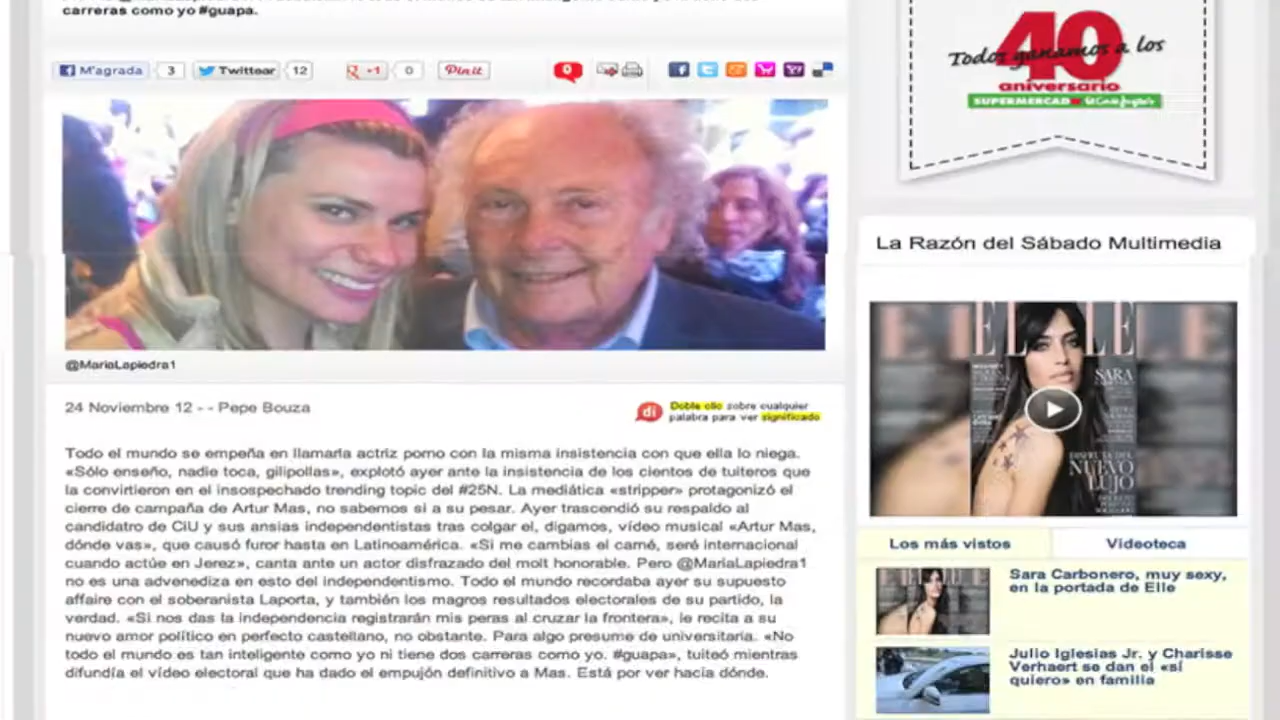 carreras como yo #guapa.
M'agrada
3
Twittear
12
+1
0
Pin it
0
@MariaLapiedra1
24 Noviembre 12 - - Pepe Bouza
di
Doble clic sobre cualquier
palabra para ver significado
Todo el mundo se empeña en llamarla actriz porno con la misma insistencia con que ella lo niega.
«Sólo enseño, nadie toca, gilipollas», explotó ayer ante la insistencia de los cientos de tuiteros que
la convirtieron en el insospechado trending topic del #25N. La mediática «stripper» protagonizó el
cierre de campaña de Artur Mas, no sabemos si a su pesar. Ayer trascendió su respaldo al
candidatro de CiU y sus ansias independentistas tras colgar el, digamos, vídeo musical «Artur Mas,
dónde vas», que causó furor hasta en Latinoamérica. «Si me cambias el carné, seré internacional
cuando actúe en Jerez», canta ante un actor disfrazado del molt honorable. Pero @MariaLapiedra1
no es una advenediza en esto del independentismo. Todo el mundo recordaba ayer su supuesto
affaire con el soberanista Laporta, y también los magros resultados electorales de su partido, la
verdad. «Si nos das la independencia registrarán mis peras al cruzar la frontera», le recita a su
nuevo amor político en perfecto castellano, no obstante. Para algo presume de universitaria. «No
todo el mundo es tan inteligente como yo ni tiene dos carreras como yo. #guapa», tuiteó mientras
difundía el vídeo electoral que ha dado el empujón definitivo a Mas. Está por ver hacia dónde.
Todos ganamos a los
40
aniversario
SUPERMERCADO El Corte Inglés
La Razón del Sábado Multimedia
ELLE
SARA
CARBONERO
DISFRUTA DEL
NUEVO
LUJO
Los más vistos
Videoteca
Sara Carbonero, muy sexy,
en la portada de Elle
Julio Iglesias Jr. y Charisse
Verhaert se dan el «sí
quiero» en familia